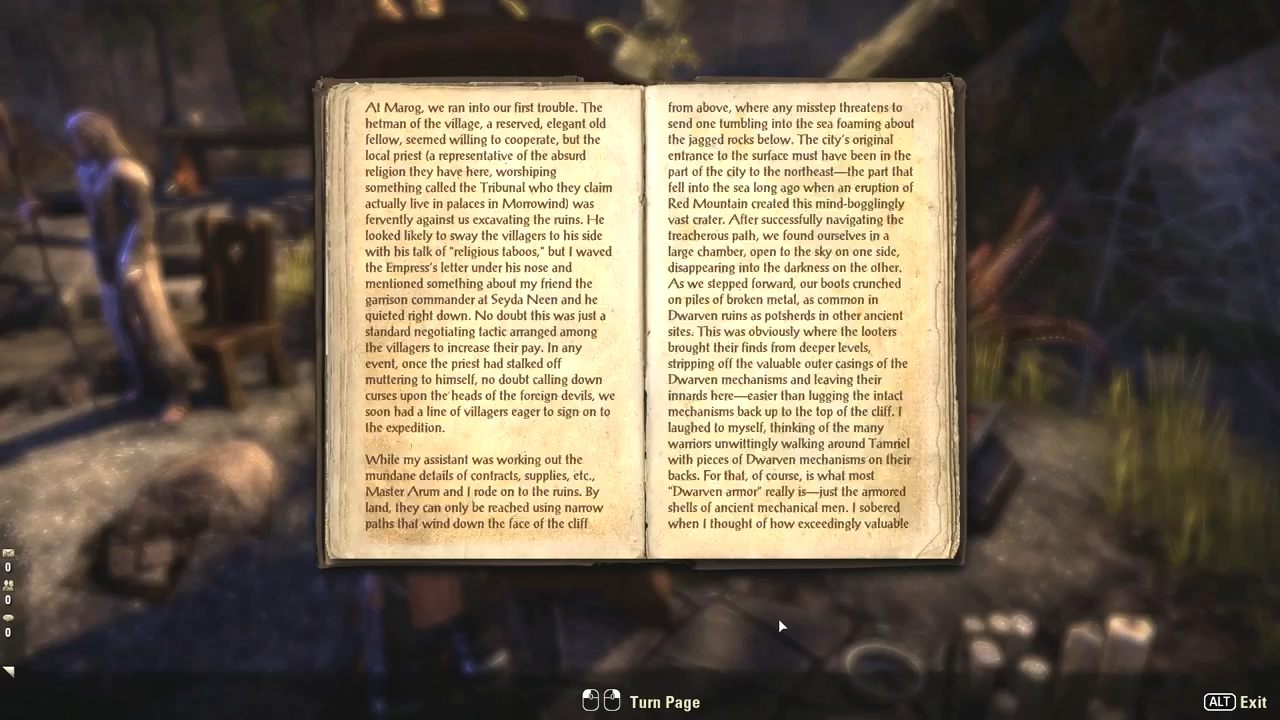 At Marog, we ran into our first trouble. The
hetman of the village, a reserved, elegant old
fellow, seemed willing to cooperate, but the
local priest (a representative of the absurd
religion they have here, worshiping
something called the Tribunal who they claim
actually live in palaces in Morrowind) was
fervently against us excavating the ruins. He
looked likely to sway the villagers to his side
with his talk of "religious taboos," but I waved
the Empress's letter under his nose and
mentioned something about my friend the
garrison commander at Seyda Neen and he
quieted right down. No doubt this was just a
standard negotiating tactic arranged among
the villagers to increase their pay. In any
event, once the priest had stalked off
muttering to himself, no doubt calling down
curses upon the heads of the foreign devils, we
soon had a line of villagers eager to sign on to
the expedition.
While my assistant was working out the
mundane details of contracts, supplies, etc.,
Master Arum and I rode on to the ruins. By
land, they can only be reached using narrow
paths that wind down the face of the cliff
from above, where any misstep threatens to
send one tumbling into the sea foaming about
the jagged rocks below. The city's original
entrance to the surface must have been in the
part of the city to the northeast—the part that
fell into the sea long ago when an eruption of
Red Mountain created this mind-bogglingly
vast crater. After successfully navigating the
treacherous path, we found ourselves in a
large chamber, open to the sky on one side,
disappearing into the darkness on the other.
As we stepped forward, our boots crunched
on piles of broken metal, as common in
Dwarven ruins as potsherds in other ancient
sites. This was obviously where the looters
brought their finds from deeper levels,
stripping off the valuable outer casings of the
Dwarven mechanisms and leaving their
innards here—easier than lugging the intact
mechanisms back up to the top of the cliff. I
laughed to myself, thinking of the many
warriors unwittingly walking around Tamriel
with pieces of Dwarven mechanisms on their
backs. For that, of course, is what most
"Dwarven armor" really is—just the armored
shells of ancient mechanical men. I sobered
when I thought of how exceedingly valuable
0
0
0
Turn Page
ALT Exit